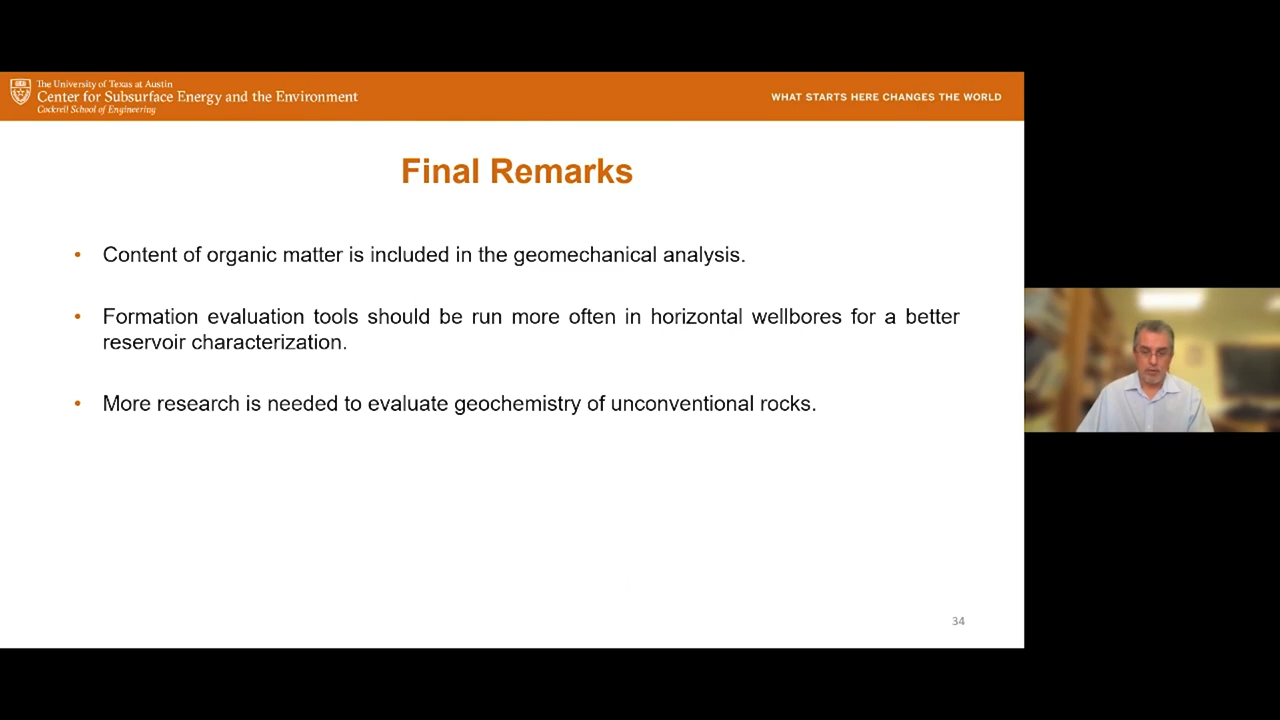 The University of Texas at Austin
Center for Subsurface Energy and the Environment
Cockrell School of Engineering
WHAT STARTS HERE CHANGES THE WORLD
Final Remarks
• Content of organic matter is included in the geomechanical analysis.
• Formation evaluation tools should be run more often in horizontal wellbores for a better
reservoir characterization.
• More research is needed to evaluate geochemistry of unconventional rocks.
34